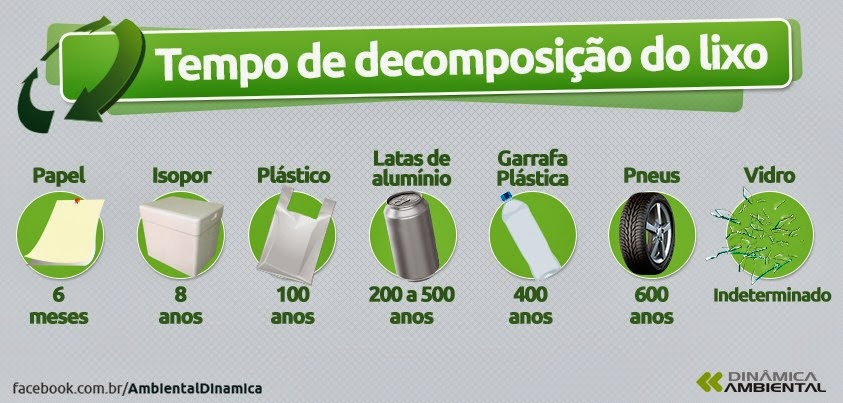 Tempo de decomposição do lixo
Papel
6
meses
Isopor
8
anos
Plástico
100
anos
Latas de
alumínio
200 a 500
anos
Garrafa
Plástica
400
anos
Pneus
600
anos
Vidro
Indeterminado
facebook.com.br/AmbientalDinamica
DINÂMICA
AMBIENTAL